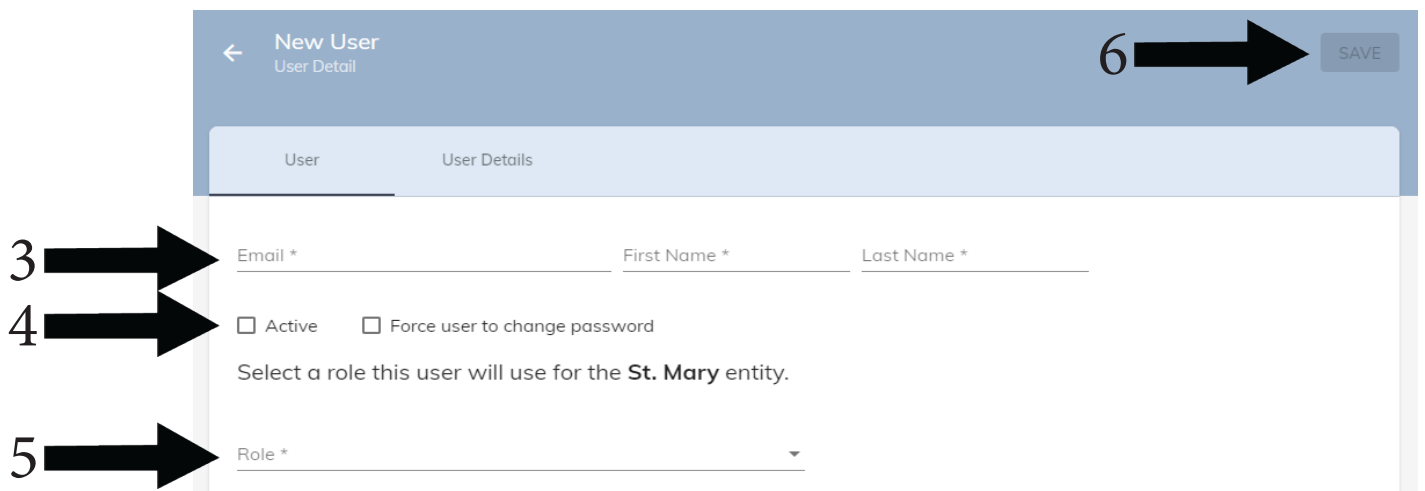 New User
User Detail
6 SAVE
User User Details
3 Email * First Name * Last Name *
4 Active Force user to change password
Select a role this user will use for the St. Mary entity.
5 Role *